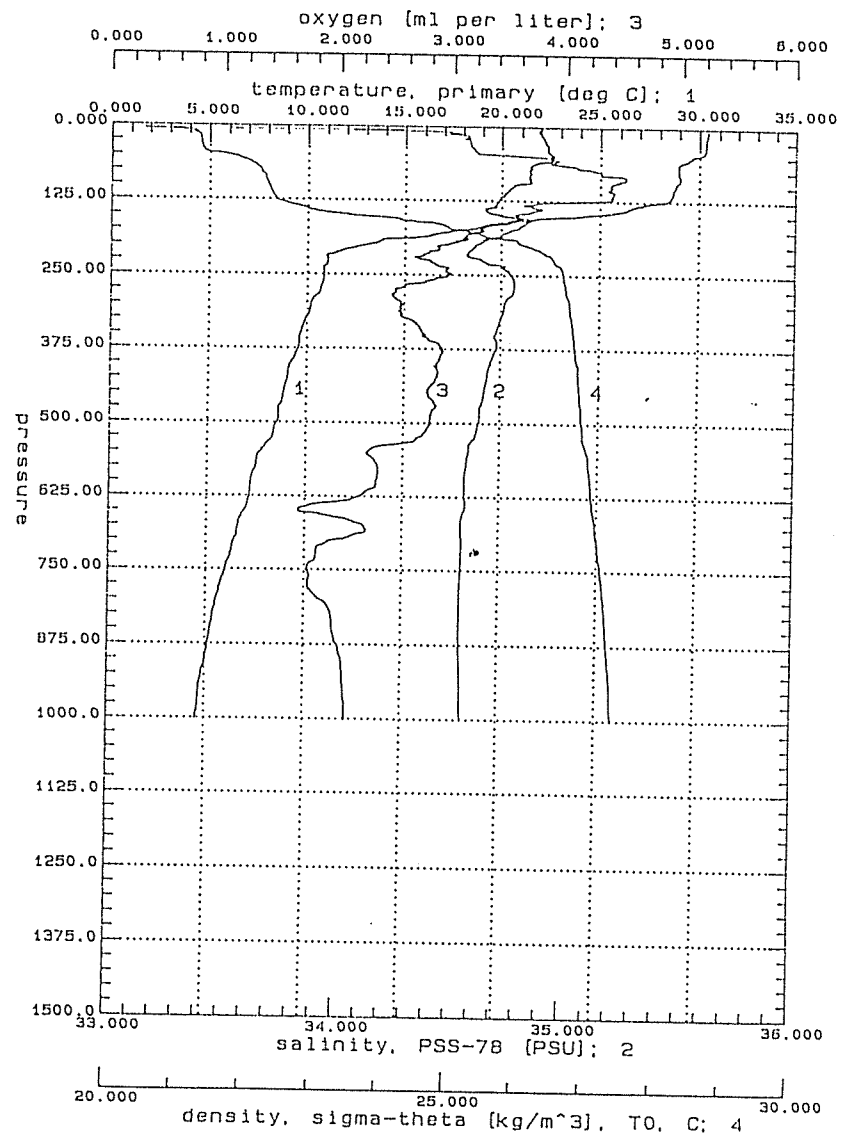 oxygen [ml per liter]; 3
0.000 1.000 2.000 3.000 4.000 5.000 6.000
temperature, primary [deg C]; 1
0.000 5.000 10.000 15.000 20.000 25.000 30.000 35.000
0.000
125.00
250.00
375.00
1 3 2 4
500.00
pressure
625.00
750.00
875.00
1000.0
1125.0
1250.0
1375.0
1500.0
33.000 34.000 35.000 36.000
salinity, PSS-78 [PSU]; 2
20.000 25.000 30.000
density, sigma-theta [kg/m^3], T0, C; 4